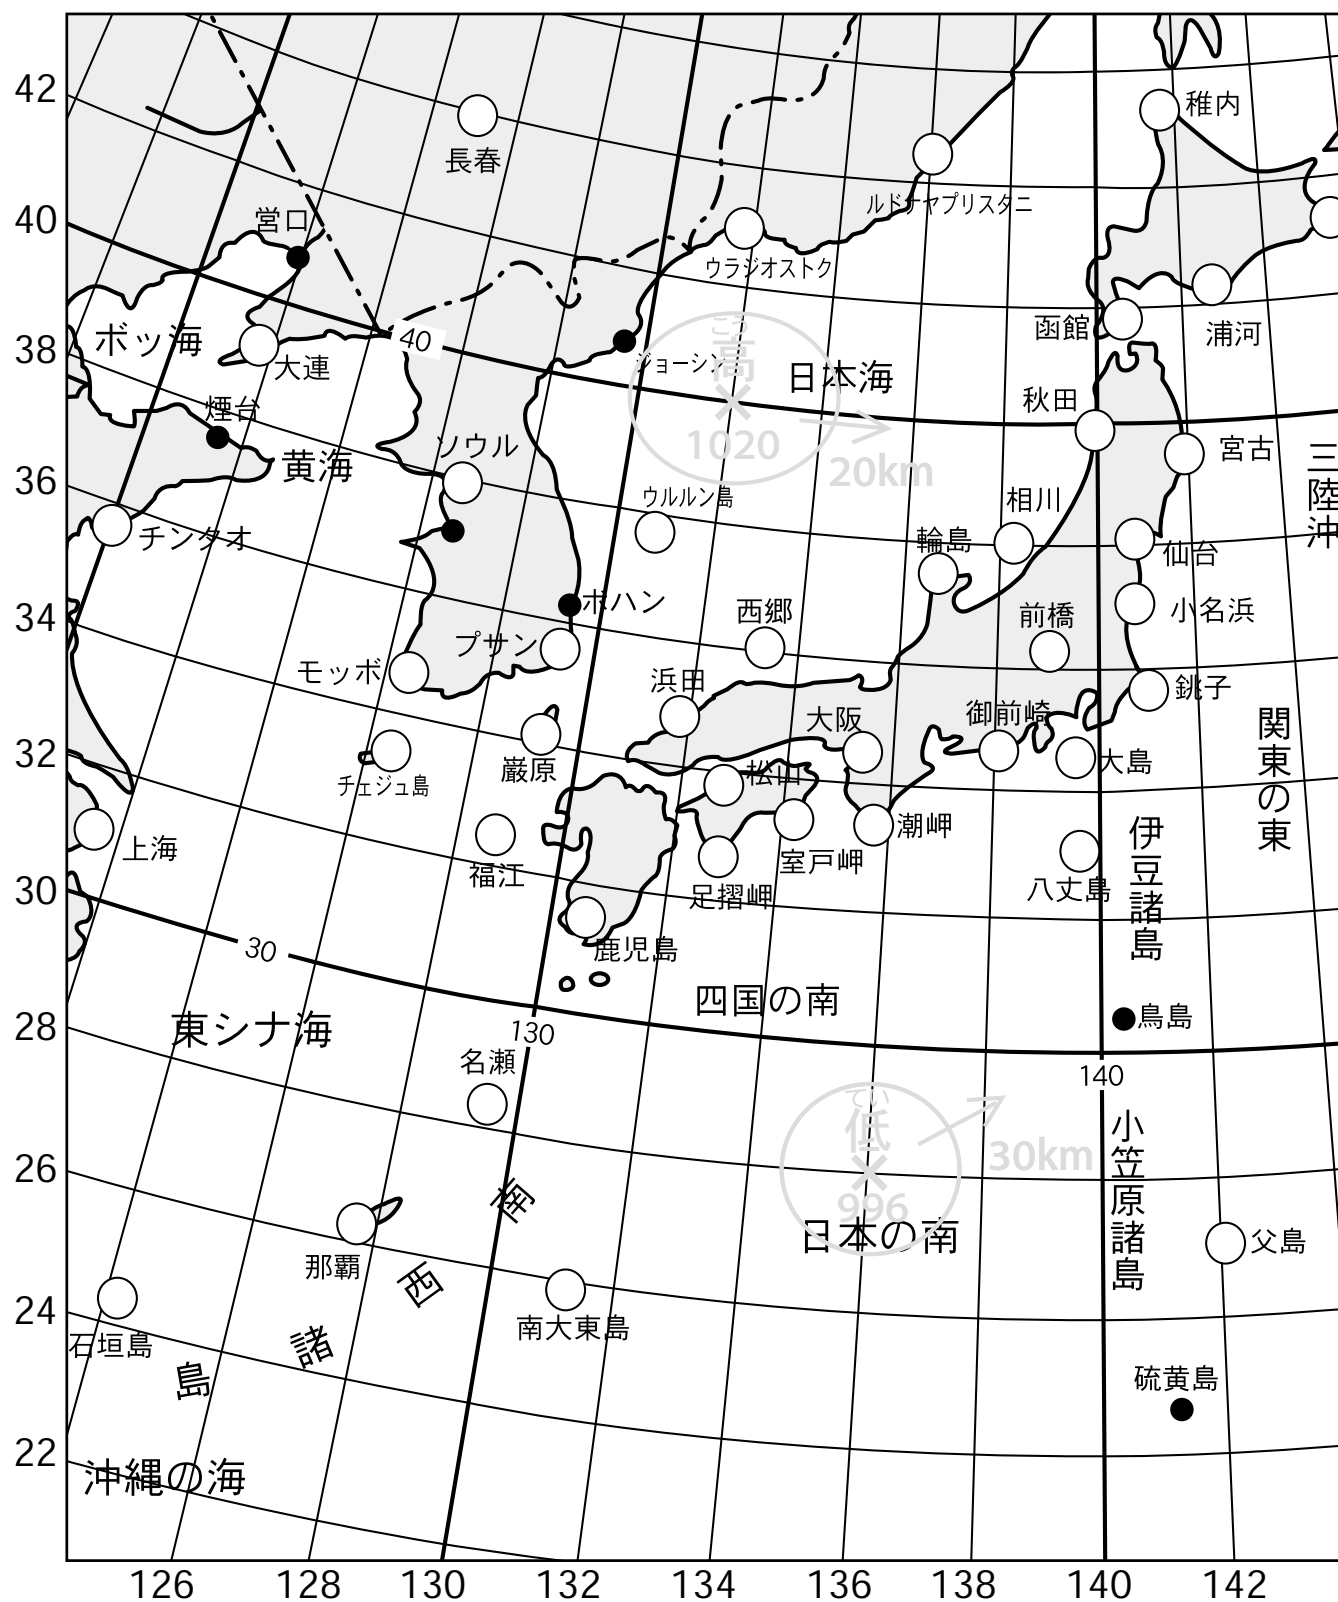 42
40
38
36
34
32
30
28
26
24
22
126
128
130
132
134
136
138
140
142
稚内
長春
ルドナヤプリスタニ
営口
ウラジオストク
函館
浦河
ボッ海
大連
40
ジョーシン
こう
高
1020
20km
日本海
秋田
宮古
煙台
黄海
ソウル
ウルルン島
相川
三陸沖
チンタオ
輪島
仙台
ポハン
西郷
前橋
小名浜
プサン
モッポ
浜田
銚子
大阪
御前崎
関東の東
巌原
チェジュ島
松山
大島
上海
福江
室戸岬
潮岬
伊豆諸島
足摺岬
八丈島
鹿児島
30
四国の南
鳥島
東シナ海
130
140
名瀬
てい
低
996
30km
小笠原諸島
日本の南
父島
那覇
南西諸島
石垣島
南大東島
硫黄島
沖縄の海